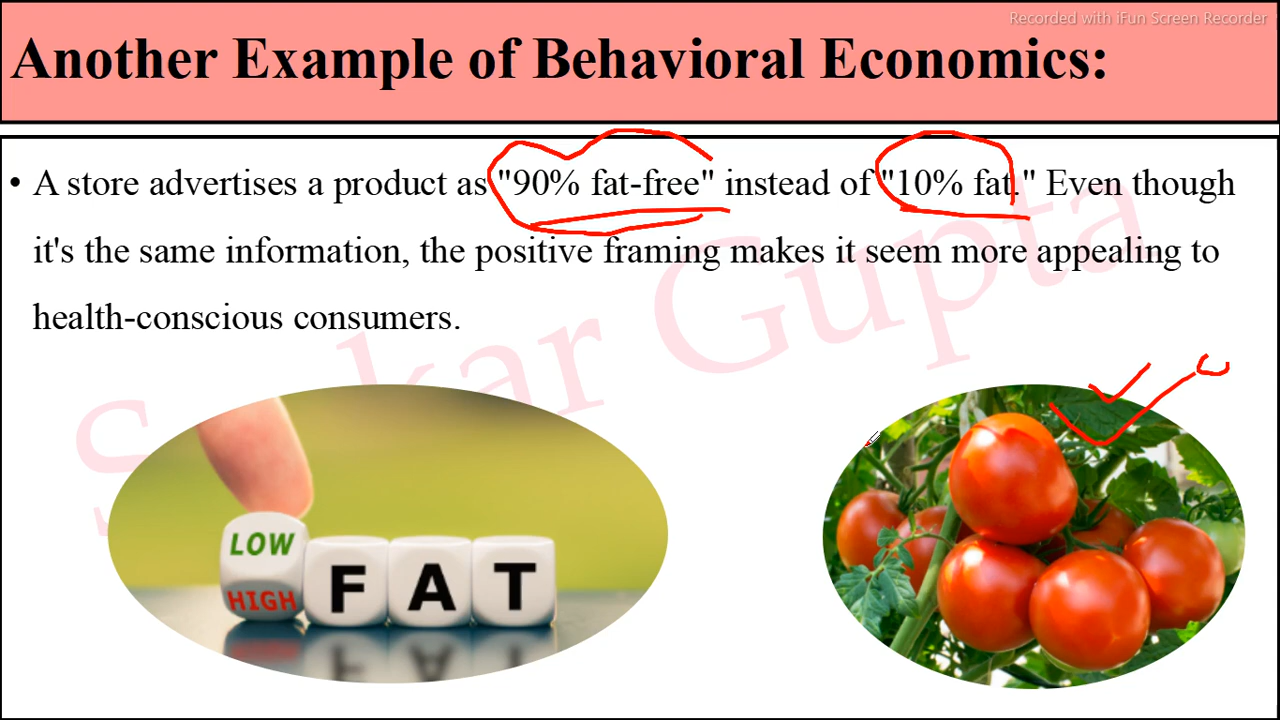 Recorded with iFun Screen Recorder
Another Example of Behavioral Economics:
• A store advertises a product as "90% fat-free" instead of "10% fat." Even though
it's the same information, the positive framing makes it seem more appealing to
health-conscious consumers.
Gupta
LOW
HIGH FAT